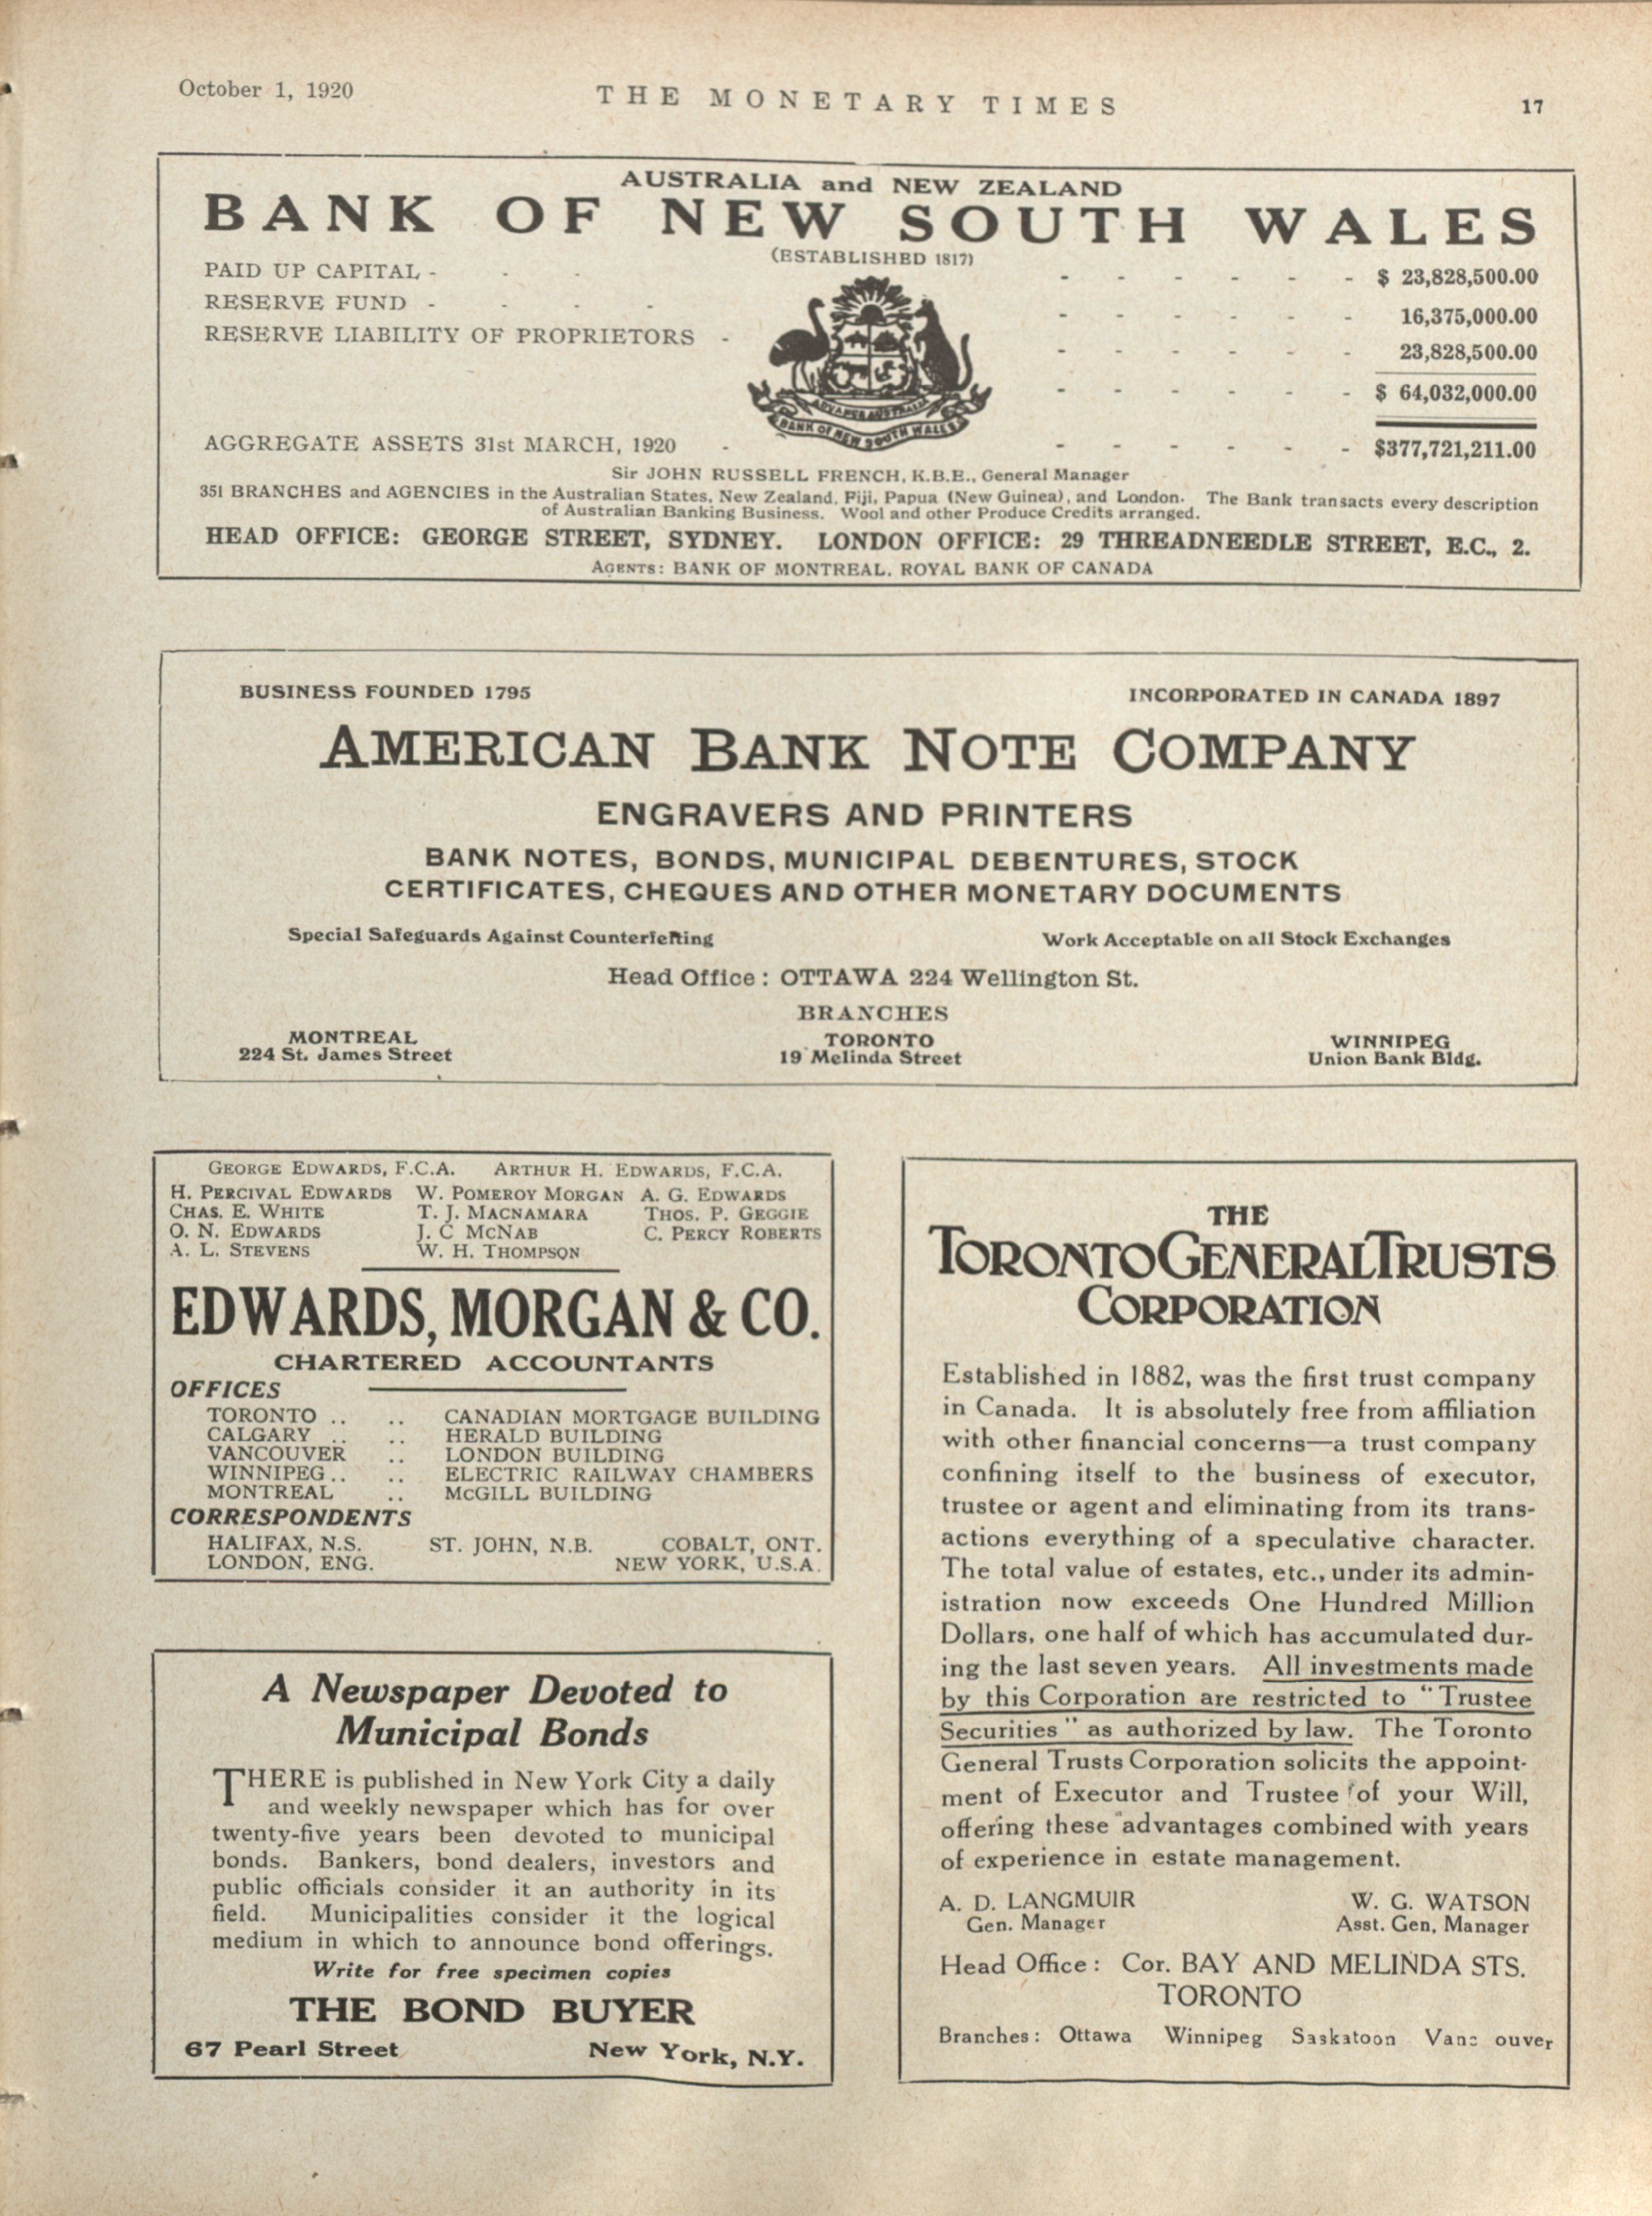 October 1, 1920
THE MONETARY TIMES
17
AUSTRALIA and NEW ZEALAND
BANK OF NEW SOUTH WALES
(ESTABLISHED 1817)
PAID UP CAPITAL - - - - - - - - - $ 23,828,500.00
RESERVE FUND - - - - - - - - - - 16,375,000.00
RESERVE LIABILITY OF PROPRIETORS - - - - - - - 23,828,500.00
- - - - - - $ 64,032,000.00
ADVANCE AUSTRALIA
BANK OF NEW SOUTH WALES
AGGREGATE ASSETS 31st MARCH, 1920 - - - - - - - $377,721,211.00
Sir JOHN RUSSELL FRENCH, K.B.E., General Manager
351 BRANCHES and AGENCIES in the Australian States, New Zealand, Fiji, Papua (New Guinea), and London. The Bank transacts every description
of Australian Banking Business. Wool and other Produce Credits arranged.
HEAD OFFICE: GEORGE STREET, SYDNEY. LONDON OFFICE: 29 THREADNEEDLE STREET, E.C., 2.
AGENTS: BANK OF MONTREAL, ROYAL BANK OF CANADA
BUSINESS FOUNDED 1795
INCORPORATED IN CANADA 1897
AMERICAN BANK NOTE COMPANY
ENGRAVERS AND PRINTERS
BANK NOTES, BONDS, MUNICIPAL DEBENTURES, STOCK
CERTIFICATES, CHEQUES AND OTHER MONETARY DOCUMENTS
Special Safeguards Against Counterfeiting
Work Acceptable on all Stock Exchanges
Head Office: OTTAWA 224 Wellington St.
BRANCHES
MONTREAL
224 St. James Street
TORONTO
19 Melinda Street
WINNIPEG
Union Bank Bldg.
GEORGE EDWARDS, F.C.A. ARTHUR H. EDWARDS, F.C.A.
H. PERCIVAL EDWARDS W. POMEROY MORGAN A. G. EDWARDS
CHAS. E. WHITE T. J. MACNAMARA THOS. P. GEGGIE
O. N. EDWARDS J. C MCNAB C. PERCY ROBERTS
A. L. STEVENS W. H. THOMPSON
EDWARDS, MORGAN & CO.
CHARTERED ACCOUNTANTS
OFFICES
TORONTO .. .. CANADIAN MORTGAGE BUILDING
CALGARY .. .. HERALD BUILDING
VANCOUVER .. LONDON BUILDING
WINNIPEG .. .. ELECTRIC RAILWAY CHAMBERS
MONTREAL .. McGILL BUILDING
CORRESPONDENTS
HALIFAX, N.S. ST. JOHN, N.B. COBALT, ONT.
LONDON, ENG. NEW YORK, U.S.A.
A Newspaper Devoted to
Municipal Bonds
THERE is published in New York City a daily
and weekly newspaper which has for over
twenty-five years been devoted to municipal
bonds. Bankers, bond dealers, investors and
public officials consider it an authority in its
field. Municipalities consider it the logical
medium in which to announce bond offerings.
Write for free specimen copies
THE BOND BUYER
67 Pearl Street New York, N.Y.
THE
TORONTO GENERAL TRUSTS
CORPORATION
Established in 1882, was the first trust company
in Canada. It is absolutely free from affiliation
with other financial concerns—a trust company
confining itself to the business of executor,
trustee or agent and eliminating from its trans-
actions everything of a speculative character.
The total value of estates, etc., under its admin-
istration now exceeds One Hundred Million
Dollars, one half of which has accumulated dur-
ing the last seven years. All investments made
by this Corporation are restricted to "Trustee
Securities" as authorized by law. The Toronto
General Trusts Corporation solicits the appoint-
ment of Executor and Trustee of your Will,
offering these advantages combined with years
of experience in estate management.
A. D. LANGMUIR
Gen. Manager
W. G. WATSON
Asst. Gen. Manager
Head Office: Cor. BAY AND MELINDA STS.
TORONTO
Branches: Ottawa Winnipeg Saskatoon Vancouver